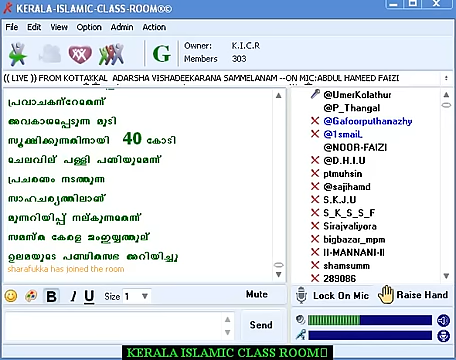 KERALA-ISLAMIC-CLASS-ROOM®©
File Edit View Option Admin Action
G
Owner: K.I.C.R
Members 303
(( LIVE )) FROM KOTTAKKAL ADARSHA VISHADEEKARANA SAMMELANAM --ON MIC:ABDUL HAMEED FAIZI
പ്രവാചകന്റേതെന്ന്
അവകാശപ്പെടുന്ന മുടി
സൂക്ഷിക്കുന്നതിനായി 40 കോടി
ചെലവില് പള്ളി പണിയുമെന്ന്
പ്രചരണം നടത്തുന്ന
സാഹചര്യത്തിലാണ്
മുന്നറിയിപ്പ് നല്കുന്നതെന്ന്
സമസ്ത കേരള ജംഇയ്യത്തുല്
ഉലമയുടെ പണ്ഡിതസഭ അറിയിച്ചു
sharafukka has joined the room
@UmerKolathur
@P_Thangal
@Gafoorputhanazhy
@1smaiL
@NOOR-FAIZI
@D.H.I.U
ptmuhsin
@sajihamd
S.K.J.U
S_K_S_S_F
Sirajvaliyora
bigbazar_mpm
II-MANNANI-II
shamsumm
289086
B I U Size 1 Mute
Lock On Mic Raise Hand
Send
KERALA ISLAMIC CLASS ROOM